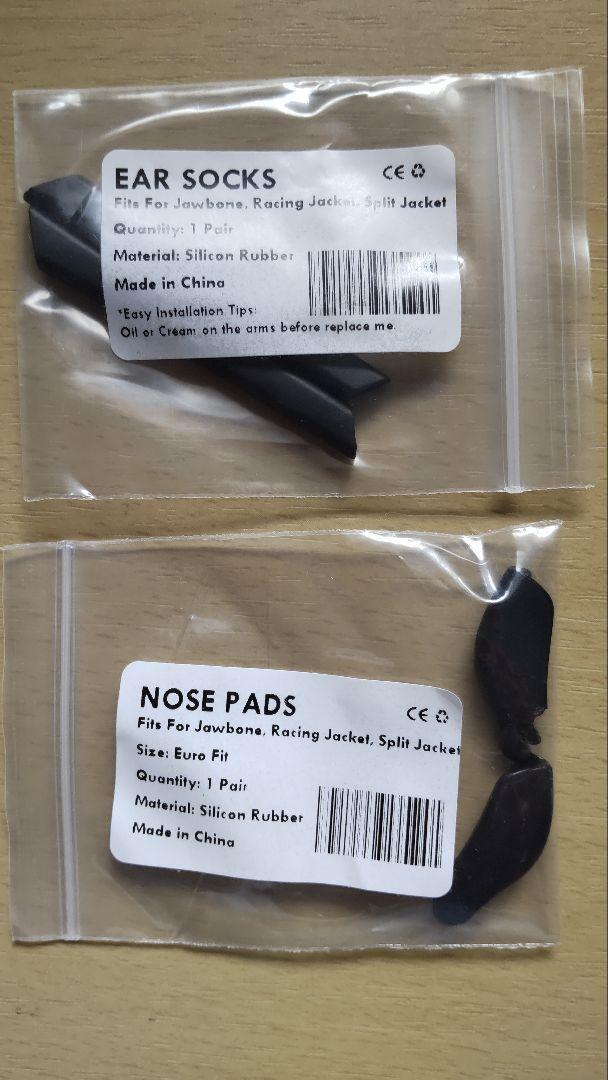 EAR SOCKS
CE
Fits For Jawbone, Racing Jacket, Split Jacket
Quantity: 1 Pair
Material: Silicon Rubber
Made in China
*Easy Installation Tips:
Oil or Cream on the arms before replace me.
NOSE PADS
CE
Fits For Jawbone, Racing Jacket, Split Jacket
Size: Euro Fit
Quantity: 1 Pair
Material: Silicon Rubber
Made in China